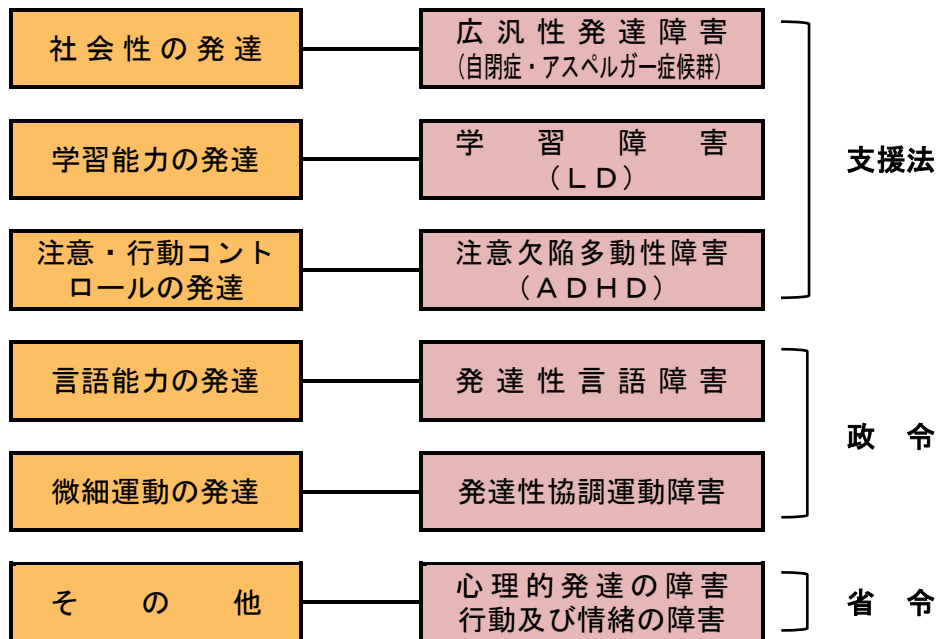 社会性の発達
広汎性発達障害
(自閉症・アスペルガー症候群)
学習能力の発達
学習障害
(LD)
支援法
注意・行動コント
ロールの発達
注意欠陥多動性障害
(ADHD)
言語能力の発達
発達性言語障害
政令
微細運動の発達
発達性協調運動障害
その他
心理的発達の障害
行動及び情緒の障害
省令